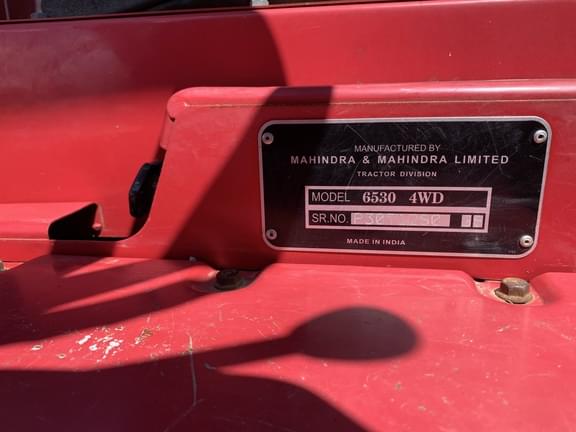 MANUFACTURED BY
MAHINDRA & MAHINDRA LIMITED
TRACTOR DIVISION
MODEL 6530 4WD
SR.NO.
MADE IN INDIA